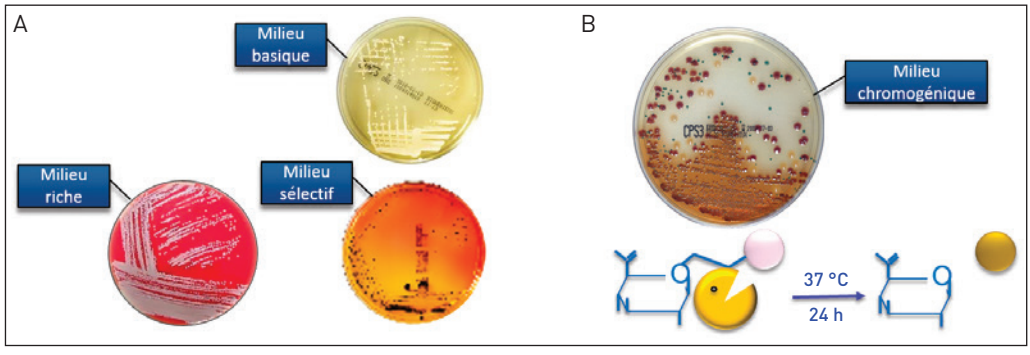 A
Milieu
basique
Milieu
riche
Milieu
sélectif
B
Milieu
chromogénique
CPS3
N
O
37 °C
24 h
N
O